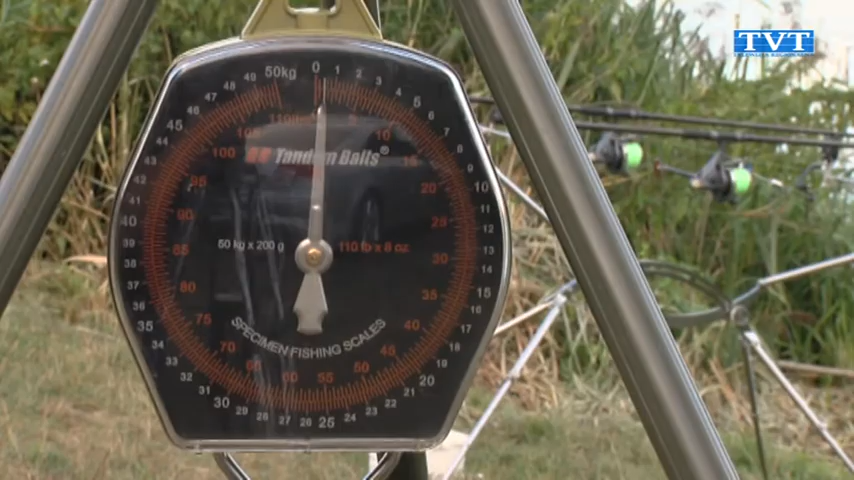 TVT
50kg 0 1 2 3 4 5 6 7 8 9 10 11 12 13 14 15 16 17 18 19 20 21 22 23 24 25 26 27 28 29 30 31 32 33 34 35 36 37 38 39 40 41 42 43 44 45 46 47 48 49
110lb 5 10 15 20 25 30 35 40 45 50 55 60 65 70 75 80 85 90 95 100 105
Tandem Baits®
50 kg x 200 g 110 lb x 8 oz.
SPECIMEN FISHING SCALES